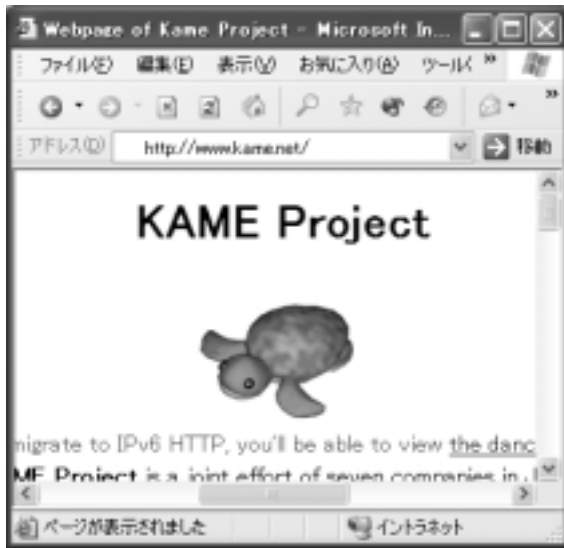 Webpage of Kame Project - Microsoft In...
ファイル(F) 編集(E) 表示(V) お気に入り(A) ツール »
»
アドレス(D) http://www.kame.net/ 移動
KAME Project
migrate to IPv6 HTTP, you'll be able to view the danc
ME Project is a joint effort of seven companies in J
ページが表示されました イントラネット